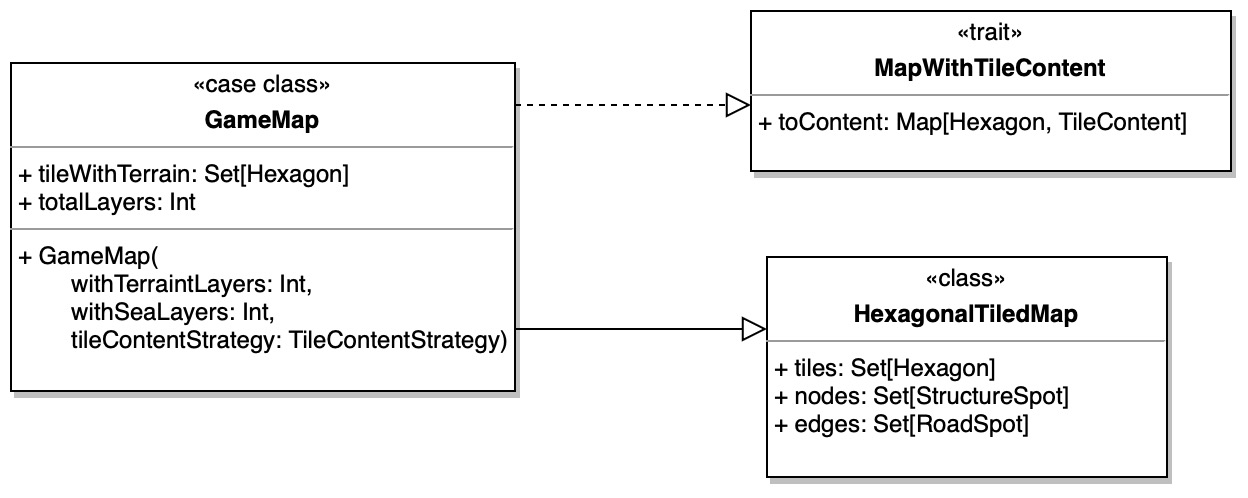 «case class»
GameMap
+ tileWithTerrain: Set[Hexagon]
+ totalLayers: Int
+ GameMap(
withTerraintLayers: Int,
withSeaLayers: Int,
tileContentStrategy: TileContentStrategy)
«trait»
MapWithTileContent
+ toContent: Map[Hexagon, TileContent]
«class»
HexagonalTiledMap
+ tiles: Set[Hexagon]
+ nodes: Set[StructureSpot]
+ edges: Set[RoadSpot]